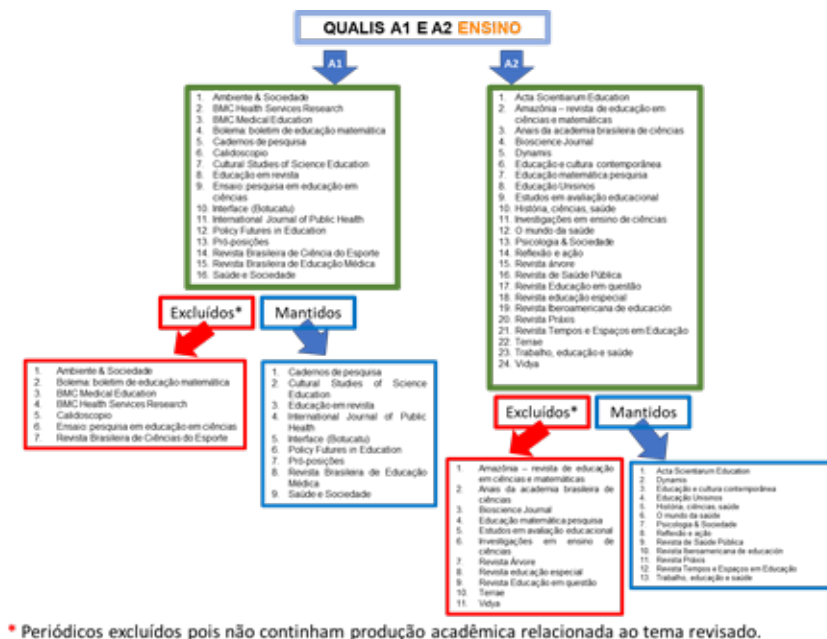 QUALIS A1 E A2 ENSINO
A1
A2
1. Ambiente & Sociedade
2. BMC Health Services Research
3. BMC Medical Education
4. Bolema: boletim de educação matemática
5. Cadernos de pesquisa
6. Calidoscopio
7. Cultural Studies of Science Education
8. Educação em revista
9. Ensaio: pesquisa em educação em
ciências
10. Interface (Botucatu)
11. International Journal of Public Health
12. Policy Futures in Education
13. Pró-posições
14. Revista Brasileira de Ciência do Esporte
15. Revista Brasileira de Educação Médica
16. Saúde e Sociedade
1. Acta Scientiarum Education
2. Amazônia – revista de educação em
ciências e matemáticas
3. Anais da academia brasileira de ciências
4. Bioscience Journal
5. Dynamis
6. Educação e cultura contemporânea
7. Educação matemática pesquisa
8. Educação Unisinos
9. Estudos em avaliação educacional
10. História, ciências, saúde
11. Investigações em ensino de ciências
12. O mundo da saúde
13. Psicologia & Sociedade
14. Reflexão e ação
15. Revista árvore
16. Revista de Saúde Pública
17. Revista Educação em questão
18. Revista educação especial
19. Revista Iberoamericana de educación
20. Revista Práxis
21. Revista Tempos e Espaços em Educação
22. Terrae
23. Trabalho, educação e saúde
24. Vidya
Excluídos*
Mantidos
1. Ambiente & Sociedade
2. Bolema: boletim de educação matemática
3. BMC Medical Education
4. BMC Health Services Research
5. Calidoscopio
6. Ensaio: pesquisa em educação em ciências
7. Revista Brasileira de Ciências do Esporte
1. Cadernos de pesquisa
2. Cultural Studies of Science
Education
3. Educação em revista
4. International Journal of Public
Health
5. Interface (Botucatu)
6. Policy Futures in Education
7. Pró-posições
8. Revista Brasileira de Educação
Médica
9. Saúde e Sociedade
Excluídos*
Mantidos
1. Amazônia – revista de educação
em ciências e matemáticas
2. Anais da academia brasileira de
ciências
3. Bioscience Journal
4. Educação matemática pesquisa
5. Estudos em avaliação educacional
6. Investigações em ensino de
ciências
7. Revista Árvore
8. Revista educação especial
9. Revista Educação em questão
10. Terrae
11. Vidya
1. Acta Scientiarum Education
2. Dynamis
3. Educação e cultura contemporânea
4. Educação Unisinos
5. História, ciências, saúde
6. O mundo da saúde
7. Psicologia & Sociedade
8. Reflexão e ação
9. Revista de Saúde Pública
10. Revista Iberoamericana de educación
11. Revista Práxis
12. Revista Tempos e Espaços em Educação
13. Trabalho, educação e saúde
* Periódicos excluídos pois não continham produção acadêmica relacionada ao tema revisado.